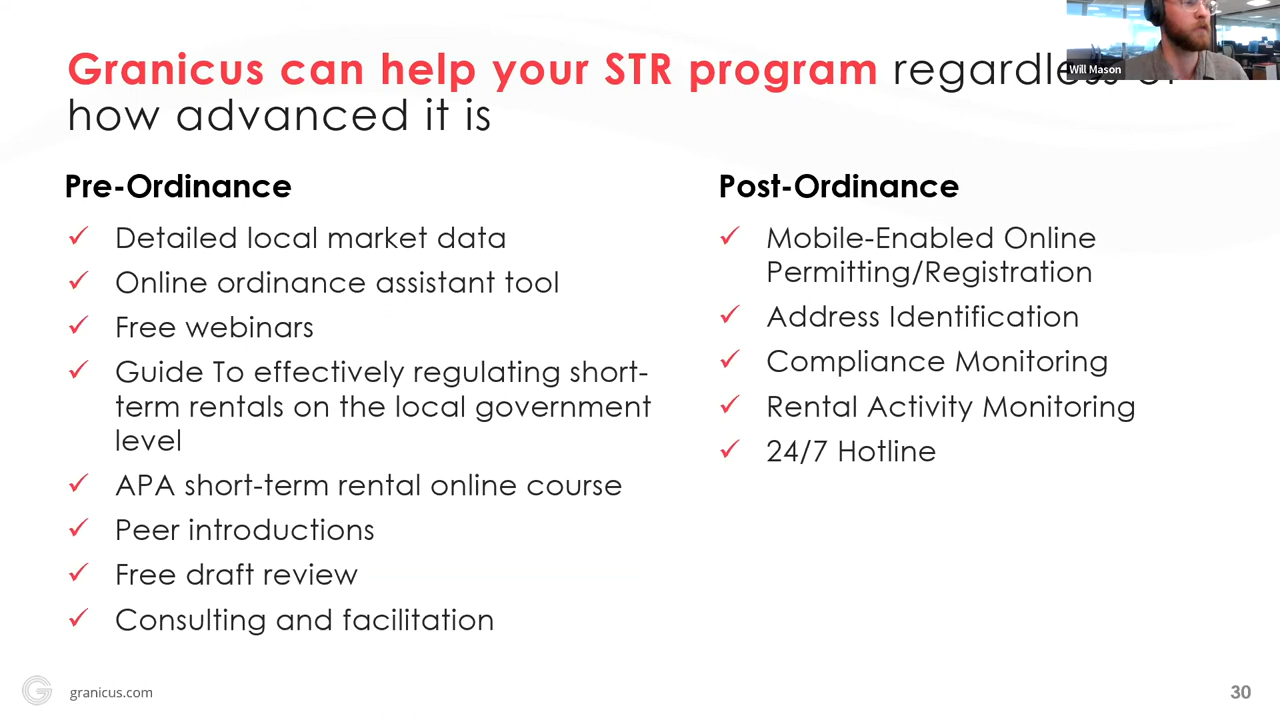 Granicus can help your STR program regardless of
how advanced it is
Will Mason
Pre-Ordinance
Detailed local market data
Online ordinance assistant tool
Free webinars
Guide To effectively regulating short-
term rentals on the local government
level
APA short-term rental online course
Peer introductions
Free draft review
Consulting and facilitation
Post-Ordinance
Mobile-Enabled Online
Permitting/Registration
Address Identification
Compliance Monitoring
Rental Activity Monitoring
24/7 Hotline
granicus.com
30